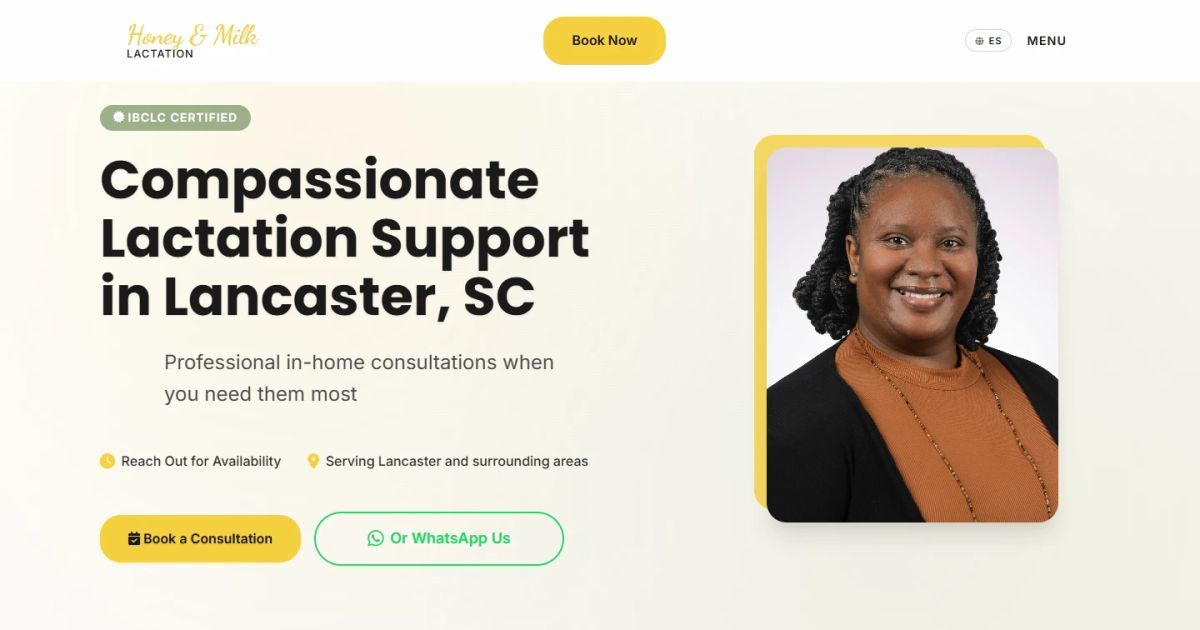 Honey & Milk
LACTATION
Book Now
ES
MENU
IBCLC CERTIFIED
Compassionate
Lactation Support
in Lancaster, SC
Professional in-home consultations when
you need them most
Reach Out for Availability
Serving Lancaster and surrounding areas
Book a Consultation
Or WhatsApp Us